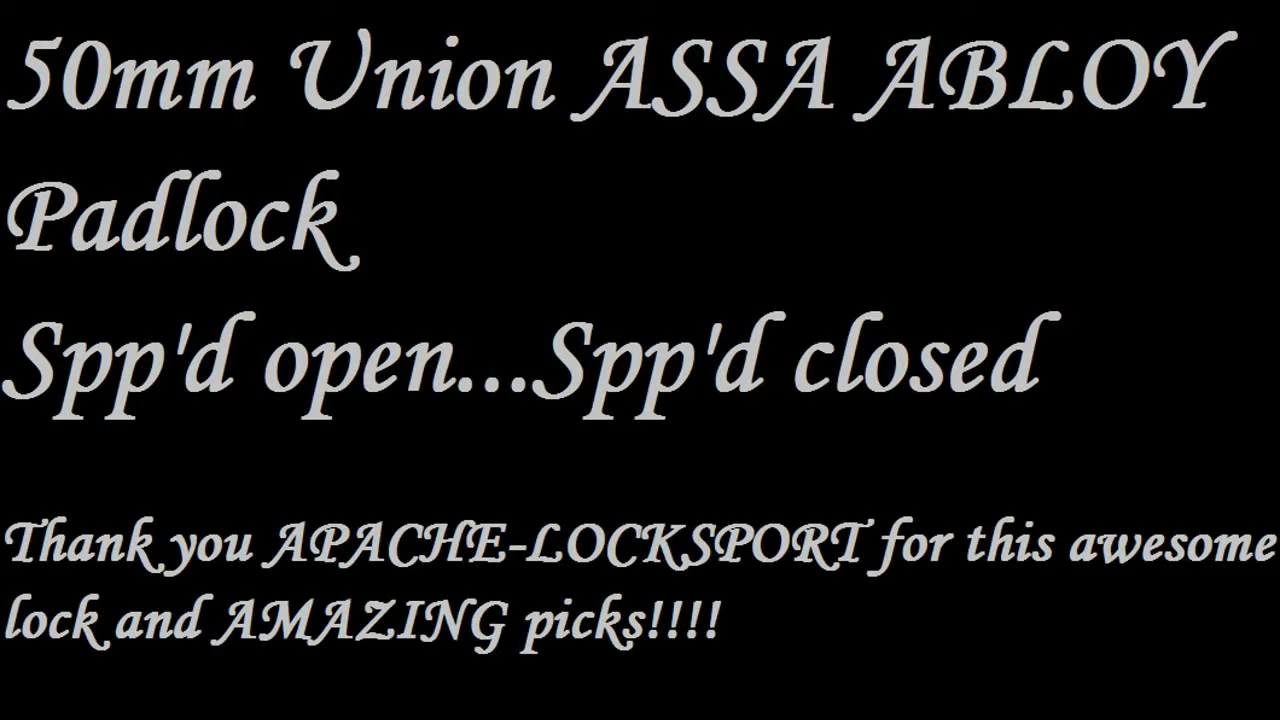 50mm Union ASSA ABLOY
Padlock
Spp'd open...Spp'd closed
Thank you APACHE-LOCKSPORT for this awesome
lock and AMAZING picks!!!!